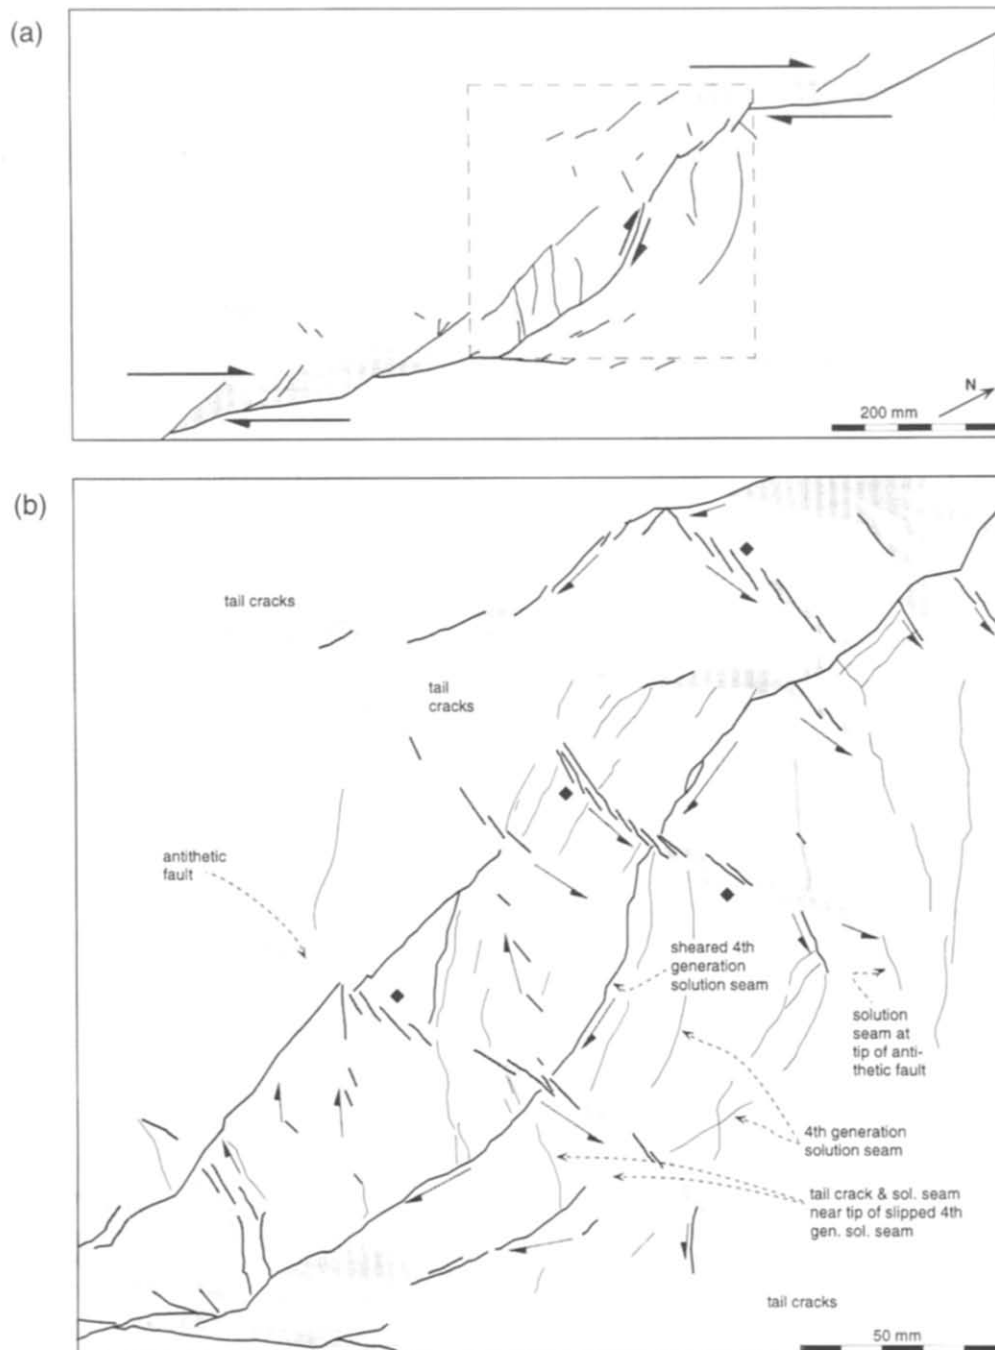 (a)
N
200 mm
(b)
tail cracks
tail
cracks
antithetic
fault
sheared 4th
generation
solution seam
solution
seam at
tip of anti-
thetic fault
4th generation
solution seam
tail crack & sol. seam
near tip of slipped 4th
gen. sol. seam
tail cracks
50 mm